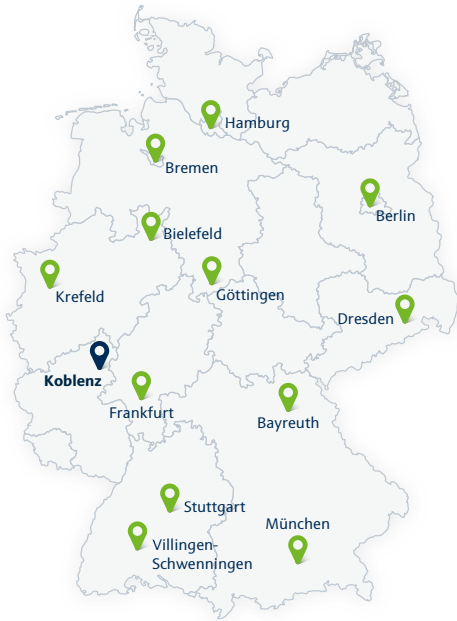 Hamburg
Bremen
Berlin
Bielefeld
Krefeld
Göttingen
Dresden
Koblenz
Frankfurt
Bayreuth
Stuttgart
München
Villingen-
Schwenningen